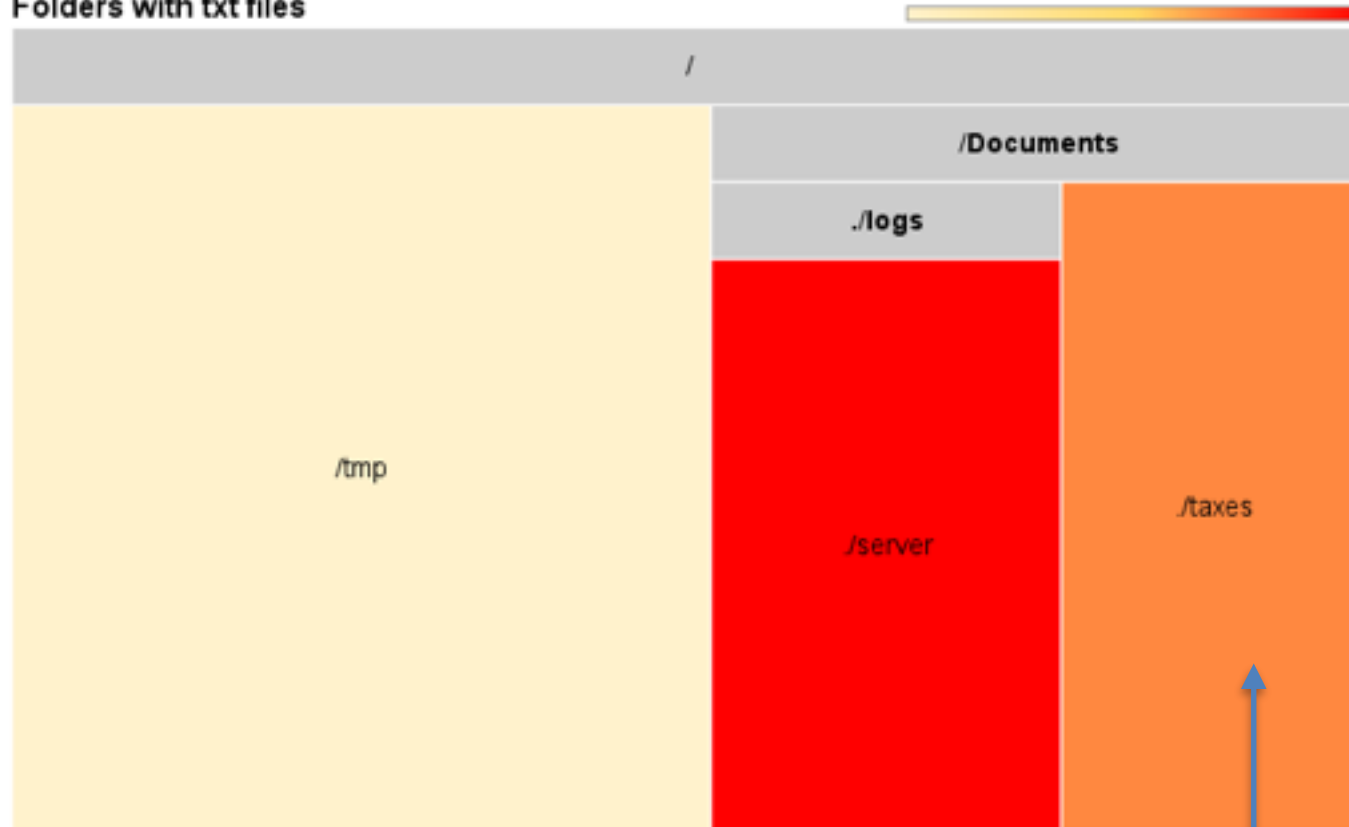 Folders with txt files
/
/Documents
./logs
/tmp
./taxes
./server